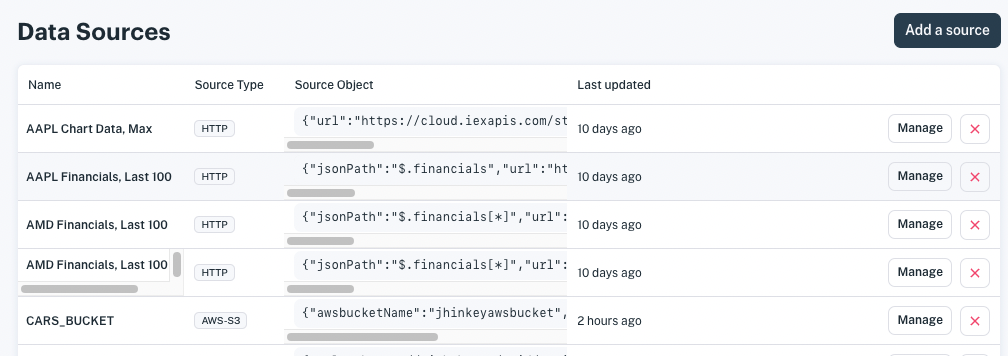 Data Sources
Add a source
Name Source Type Source Object Last updated
AAPL Chart Data, Max HTTP {"url":"https://cloud.iexapis.com/st 10 days ago Manage
AAPL Financials, Last 100 HTTP {"jsonPath":"$.financials","url":"ht 10 days ago Manage
AMD Financials, Last 100 HTTP {"jsonPath":"$.financials[*]","url": 10 days ago Manage
AMD Financials, Last 100 HTTP {"jsonPath":"$.financials[*]","url": 10 days ago Manage
CARS_BUCKET AWS-S3 {"awsbucketName":"jhinkeyawsbucket", 2 hours ago Manage